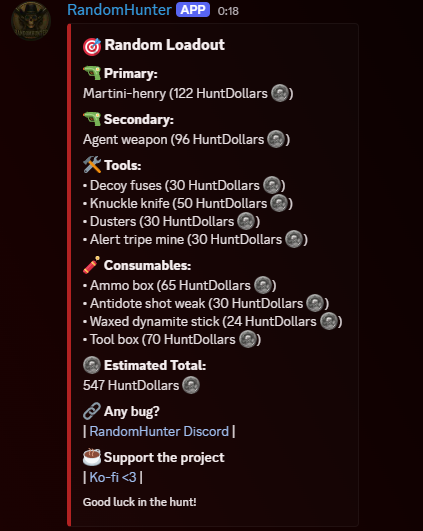 RandomHunter APP 0:18
Random Loadout
Primary:
Martini-henry (122 HuntDollars )
Secondary:
Agent weapon (96 HuntDollars )
Tools:
• Decoy fuses (30 HuntDollars )
• Knuckle knife (50 HuntDollars )
• Dusters (30 HuntDollars )
• Alert tripe mine (30 HuntDollars )
Consumables:
• Ammo box (65 HuntDollars )
• Antidote shot weak (30 HuntDollars )
• Waxed dynamite stick (24 HuntDollars )
• Tool box (70 HuntDollars )
Estimated Total:
547 HuntDollars
Any bug?
| RandomHunter Discord |
Support the project
| Ko-fi <3 |
Good luck in the hunt!